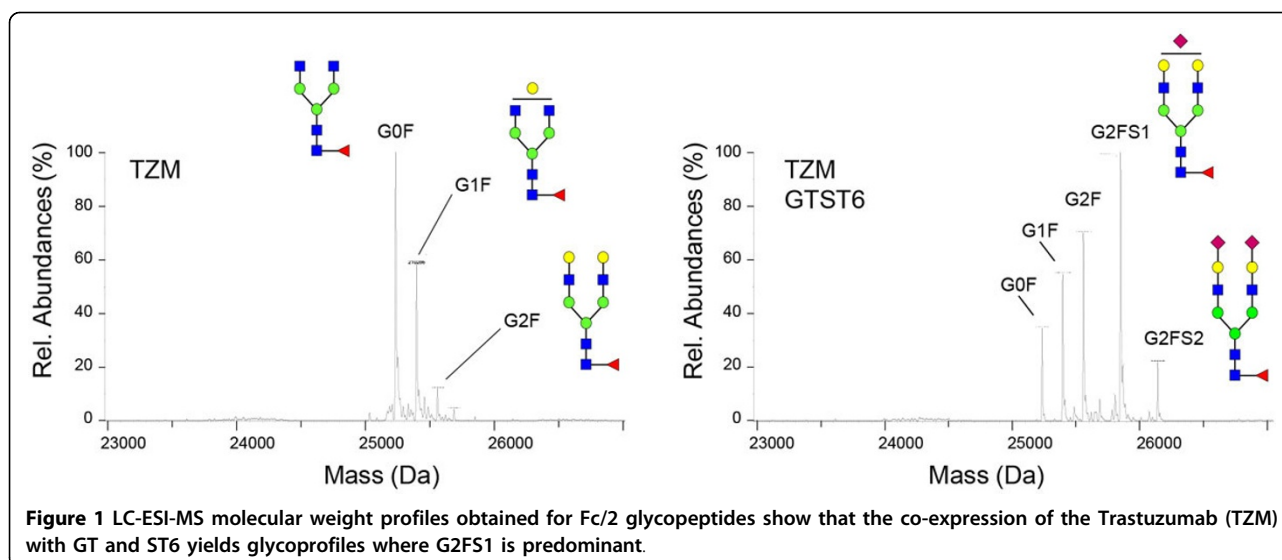 TZM
G0F
G1F
G2F
Rel. Abundances (%)
100
80
60
40
20
0
23000
24000
25000
26000
Mass (Da)
TZM
GTST6
G0F
G1F
G2F
G2FS1
G2FS2
Rel. Abundances (%)
100
80
60
40
20
0
23000
24000
25000
26000
Mass (Da)
Figure 1 LC-ESI-MS molecular weight profiles obtained for Fc/2 glycopeptides show that the co-expression of the Trastuzumab (TZM)
with GT and ST6 yields glycoprofiles where G2FS1 is predominant.